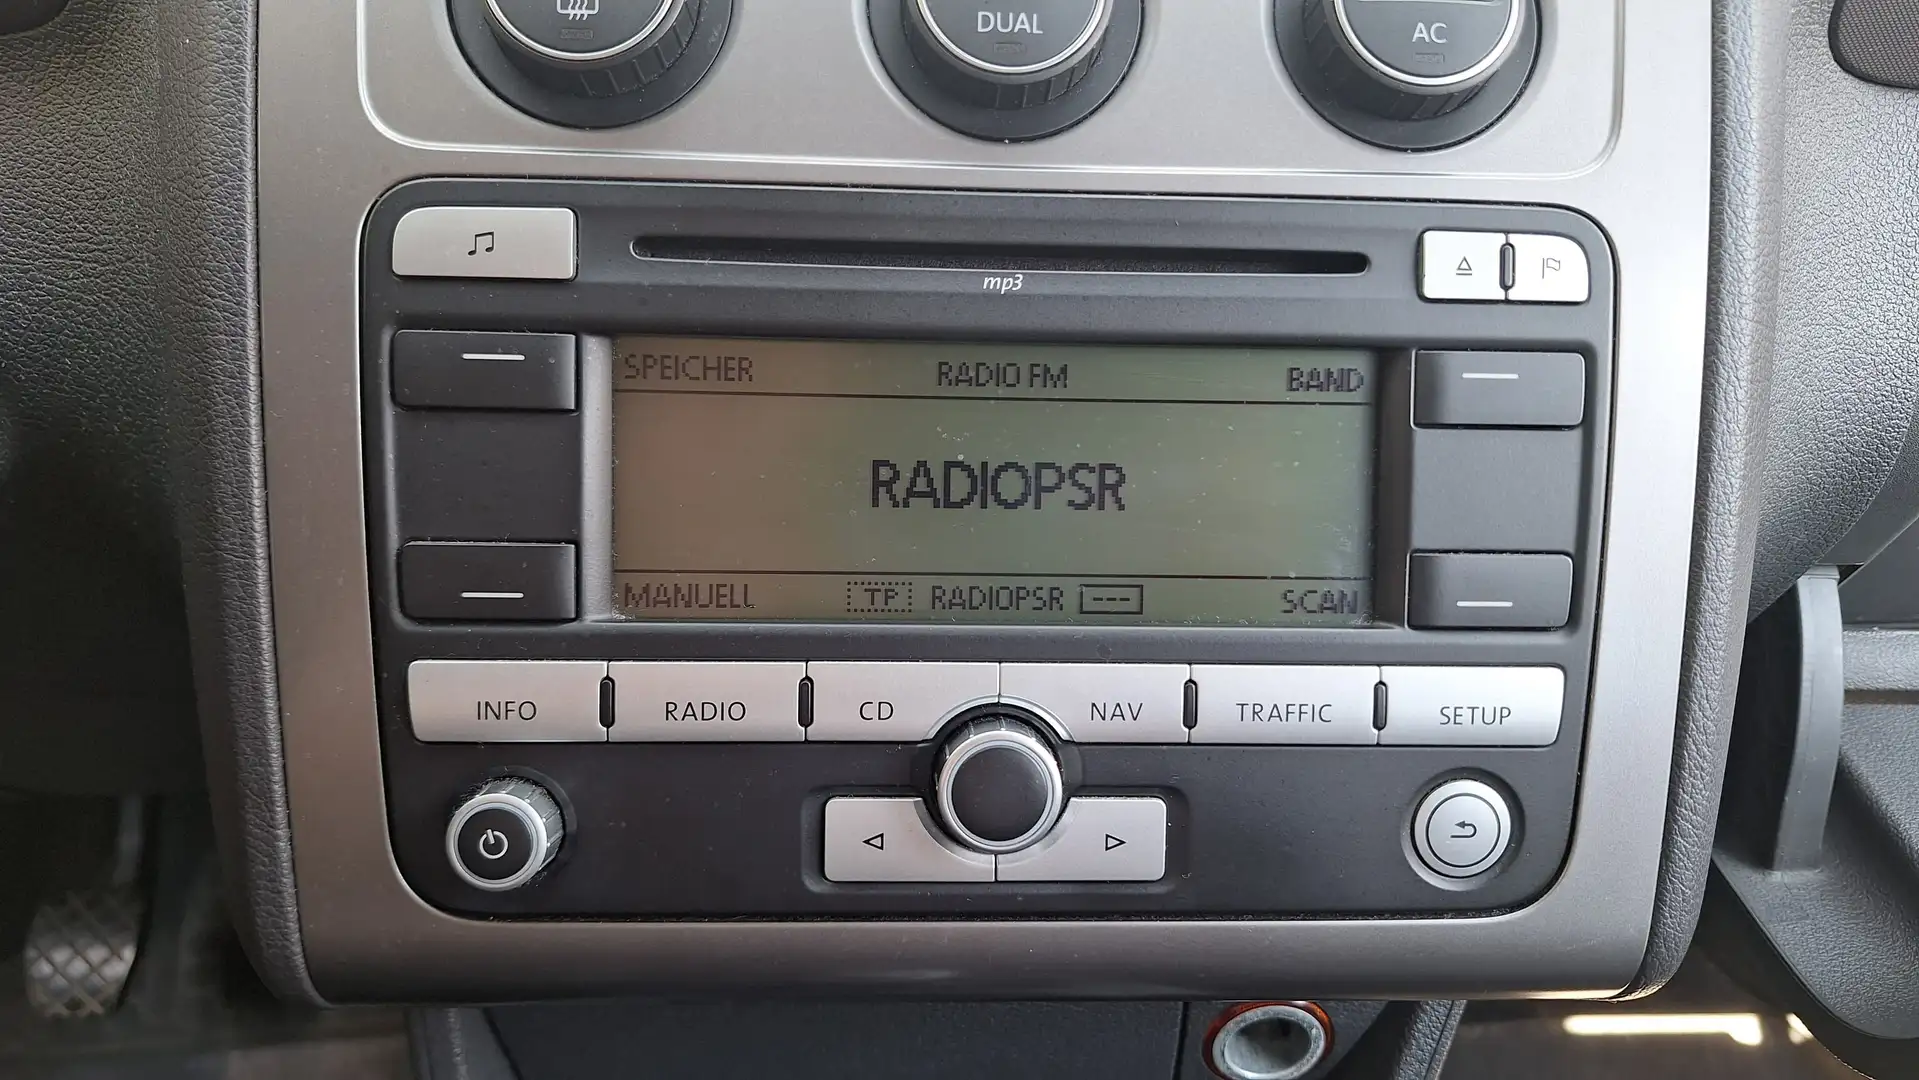 DUAL
AC
mp3
SPEICHER RADIO FM BAND
RADIOPSR
MANUELL TP RADIOPSR --- SCAN
INFO RADIO CD NAV TRAFFIC SETUP